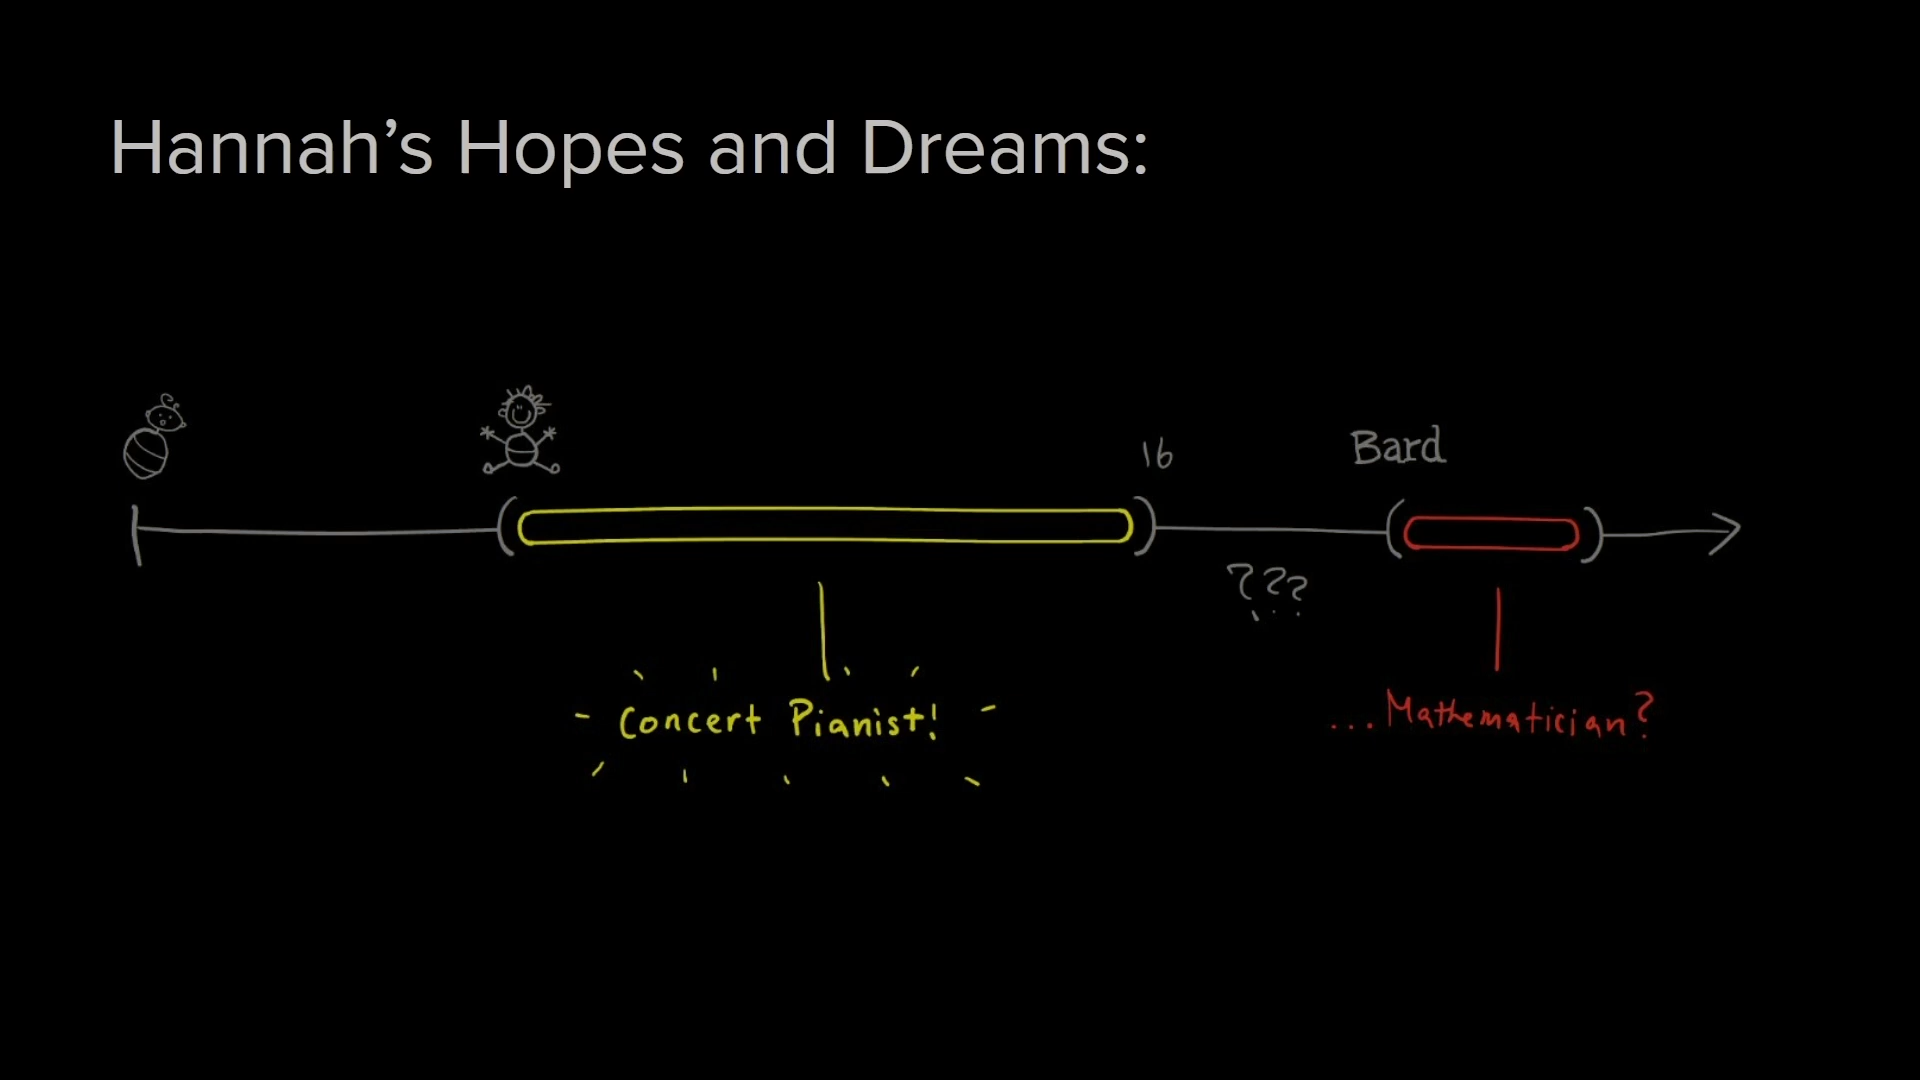 Hannah’s Hopes and Dreams:
16
Bard
???
Concert Pianist!
...Mathematician?